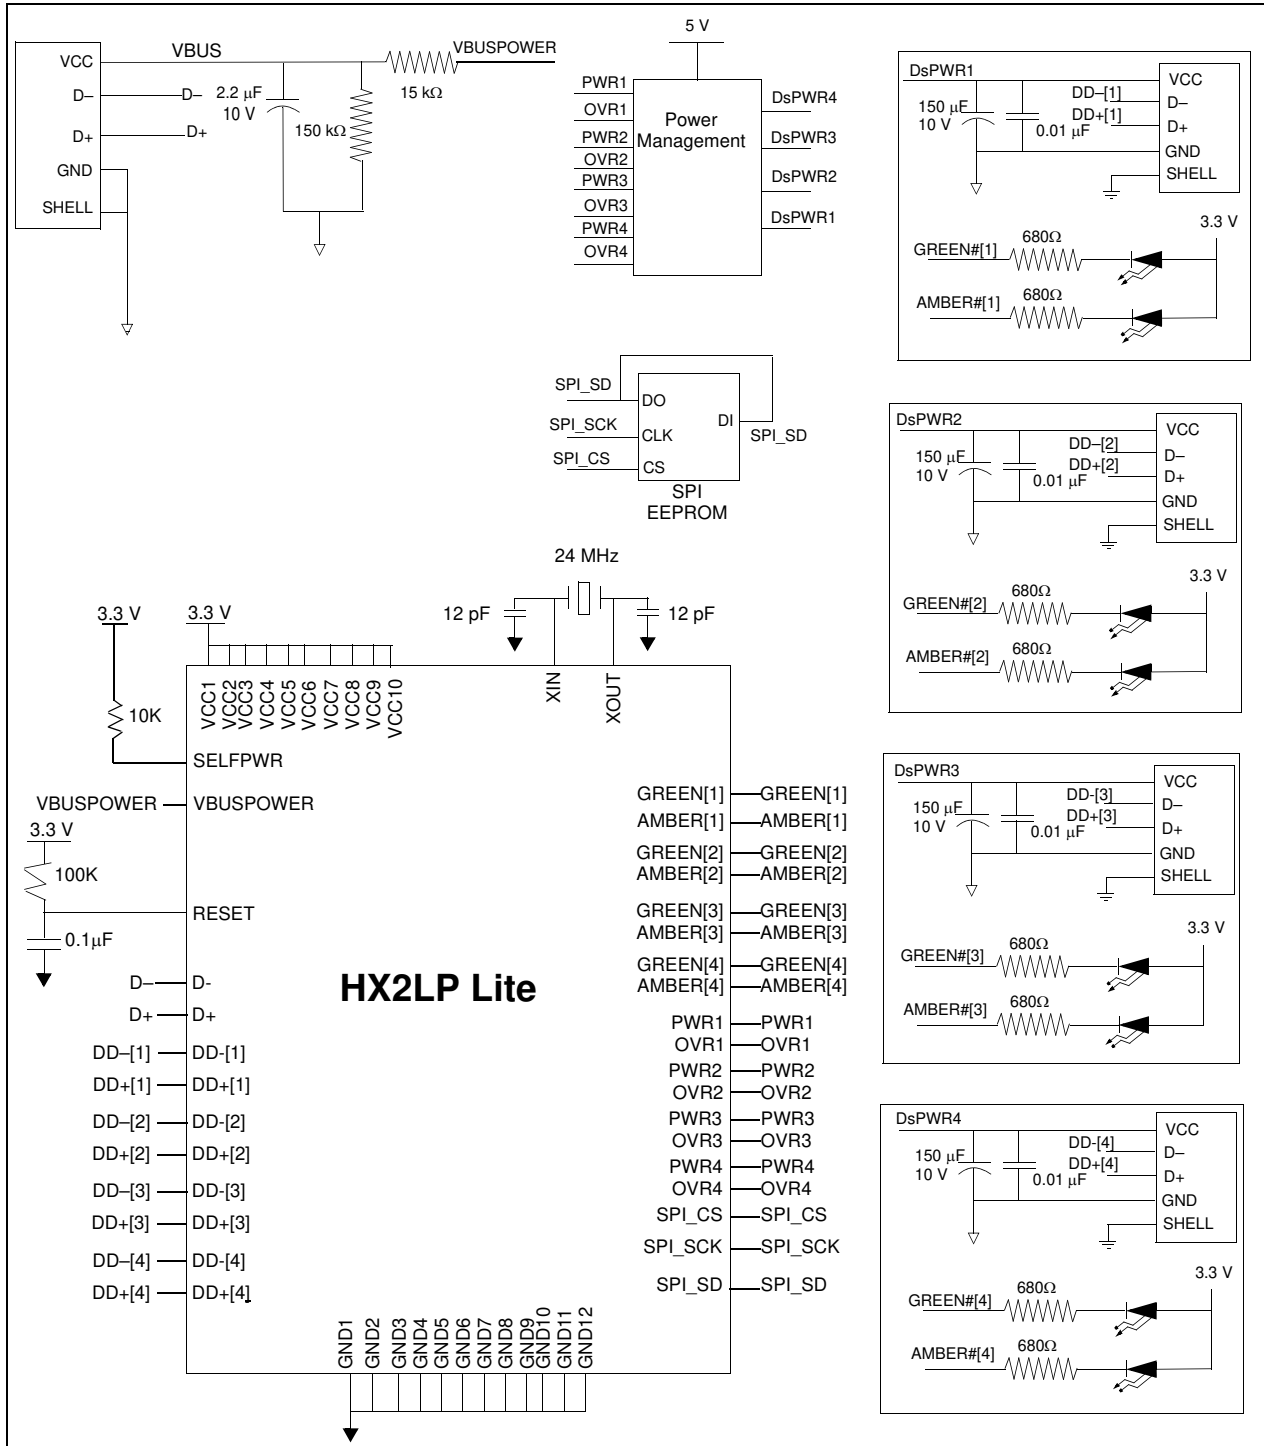 VCC
D–
D+
GND
SHELL
VBUS
D–
D+
2.2 µF
10 V
150 kΩ
15 kΩ
VBUSPOWER
5 V
PWR1
OVR1
PWR2
OVR2
PWR3
OVR3
PWR4
OVR4
Power
Management
DsPWR4
DsPWR3
DsPWR2
DsPWR1
SPI_SD
SPI_SCK
SPI_CS
DO
CLK
CS
DI
SPI_SD
SPI
EEPROM
24 MHz
12 pF
12 pF
3.3 V
3.3 V
10K
VCC1
VCC2
VCC3
VCC4
VCC5
VCC6
VCC7
VCC8
VCC9
VCC10
XIN
XOUT
SELFPWR
VBUSPOWER
VBUSPOWER
3.3 V
100K
RESET
0.1µF
HX2LP Lite
D– D-
D+ D+
DD–[1] DD-[1]
DD+[1] DD+[1]
DD–[2] DD-[2]
DD+[2] DD+[2]
DD–[3] DD-[3]
DD+[3] DD+[3]
DD–[4] DD-[4]
DD+[4] DD+[4]
GREEN[1] GREEN[1]
AMBER[1] AMBER[1]
GREEN[2] GREEN[2]
AMBER[2] AMBER[2]
GREEN[3] GREEN[3]
AMBER[3] AMBER[3]
GREEN[4] GREEN[4]
AMBER[4] AMBER[4]
PWR1 PWR1
OVR1 OVR1
PWR2 PWR2
OVR2 OVR2
PWR3 PWR3
OVR3 OVR3
PWR4 PWR4
OVR4 OVR4
SPI_CS SPI_CS
SPI_SCK SPI_SCK
SPI_SD SPI_SD
GND1
GND2
GND3
GND4
GND5
GND6
GND7
GND8
GND9
GND10
GND11
GND12
DsPWR1
150 µF
10 V
0.01 µF
DD–[1]
DD+[1]
VCC
D–
D+
GND
SHELL
3.3 V
GREEN#[1]
680Ω
AMBER#[1]
680Ω
DsPWR2
150 µF
10 V
0.01 µF
DD–[2]
DD+[2]
VCC
D–
D+
GND
SHELL
3.3 V
GREEN#[2]
680Ω
AMBER#[2]
680Ω
DsPWR3
150 µF
10 V
0.01 µF
DD-[3]
DD+[3]
VCC
D–
D+
GND
SHELL
3.3 V
GREEN#[3]
680Ω
AMBER#[3]
680Ω
DsPWR4
150 µF
10 V
0.01 µF
DD-[4]
DD+[4]
VCC
D–
D+
GND
SHELL
3.3 V
GREEN#[4]
680Ω
AMBER#[4]
680Ω